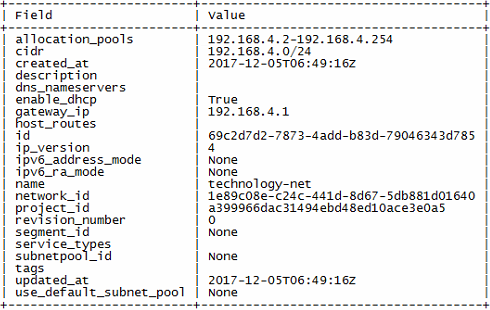 Field | Value
allocation_pools | 192.168.4.2-192.168.4.254
cidr | 192.168.4.0/24
created_at | 2017-12-05T06:49:16Z
description |
dns_nameservers |
enable_dhcp | True
gateway_ip | 192.168.4.1
host_routes |
id | 69c2d7d2-7873-4add-b83d-79046343d785
ip_version | 4
ipv6_address_mode | None
ipv6_ra_mode | None
name | technology-net
network_id | 1e89c08e-c24c-441d-8d67-5db881d01640
project_id | a399966dac31494ebd48ed10ace3e0a5
revision_number | 0
segment_id | None
service_types |
subnetpool_id | None
tags |
updated_at | 2017-12-05T06:49:16Z
use_default_subnet_pool | None